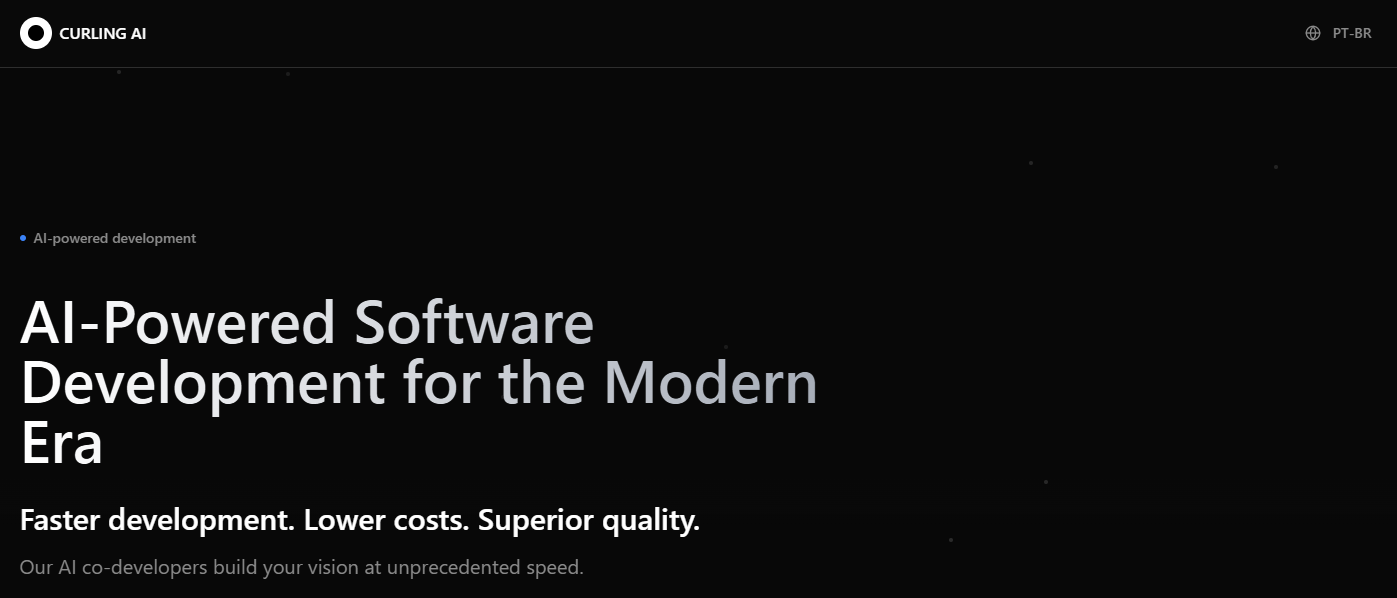 CURLING AI
PT-BR
AI-powered development
AI-Powered Software
Development for the Modern
Era
Faster development. Lower costs. Superior quality.
Our AI co-developers build your vision at unprecedented speed.